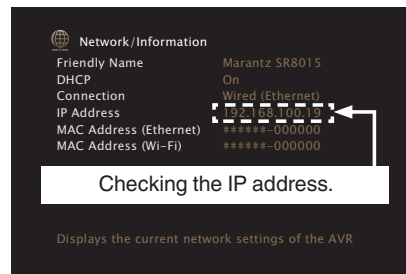 Network/Information
Friendly Name Marantz SR8015
DHCP On
Connection Wired (Ethernet)
IP Address 192.168.100.19
MAC Address (Ethernet) ******-000000
MAC Address (Wi-Fi) ******-000000
Checking the IP address.
Displays the current network settings of the AVR